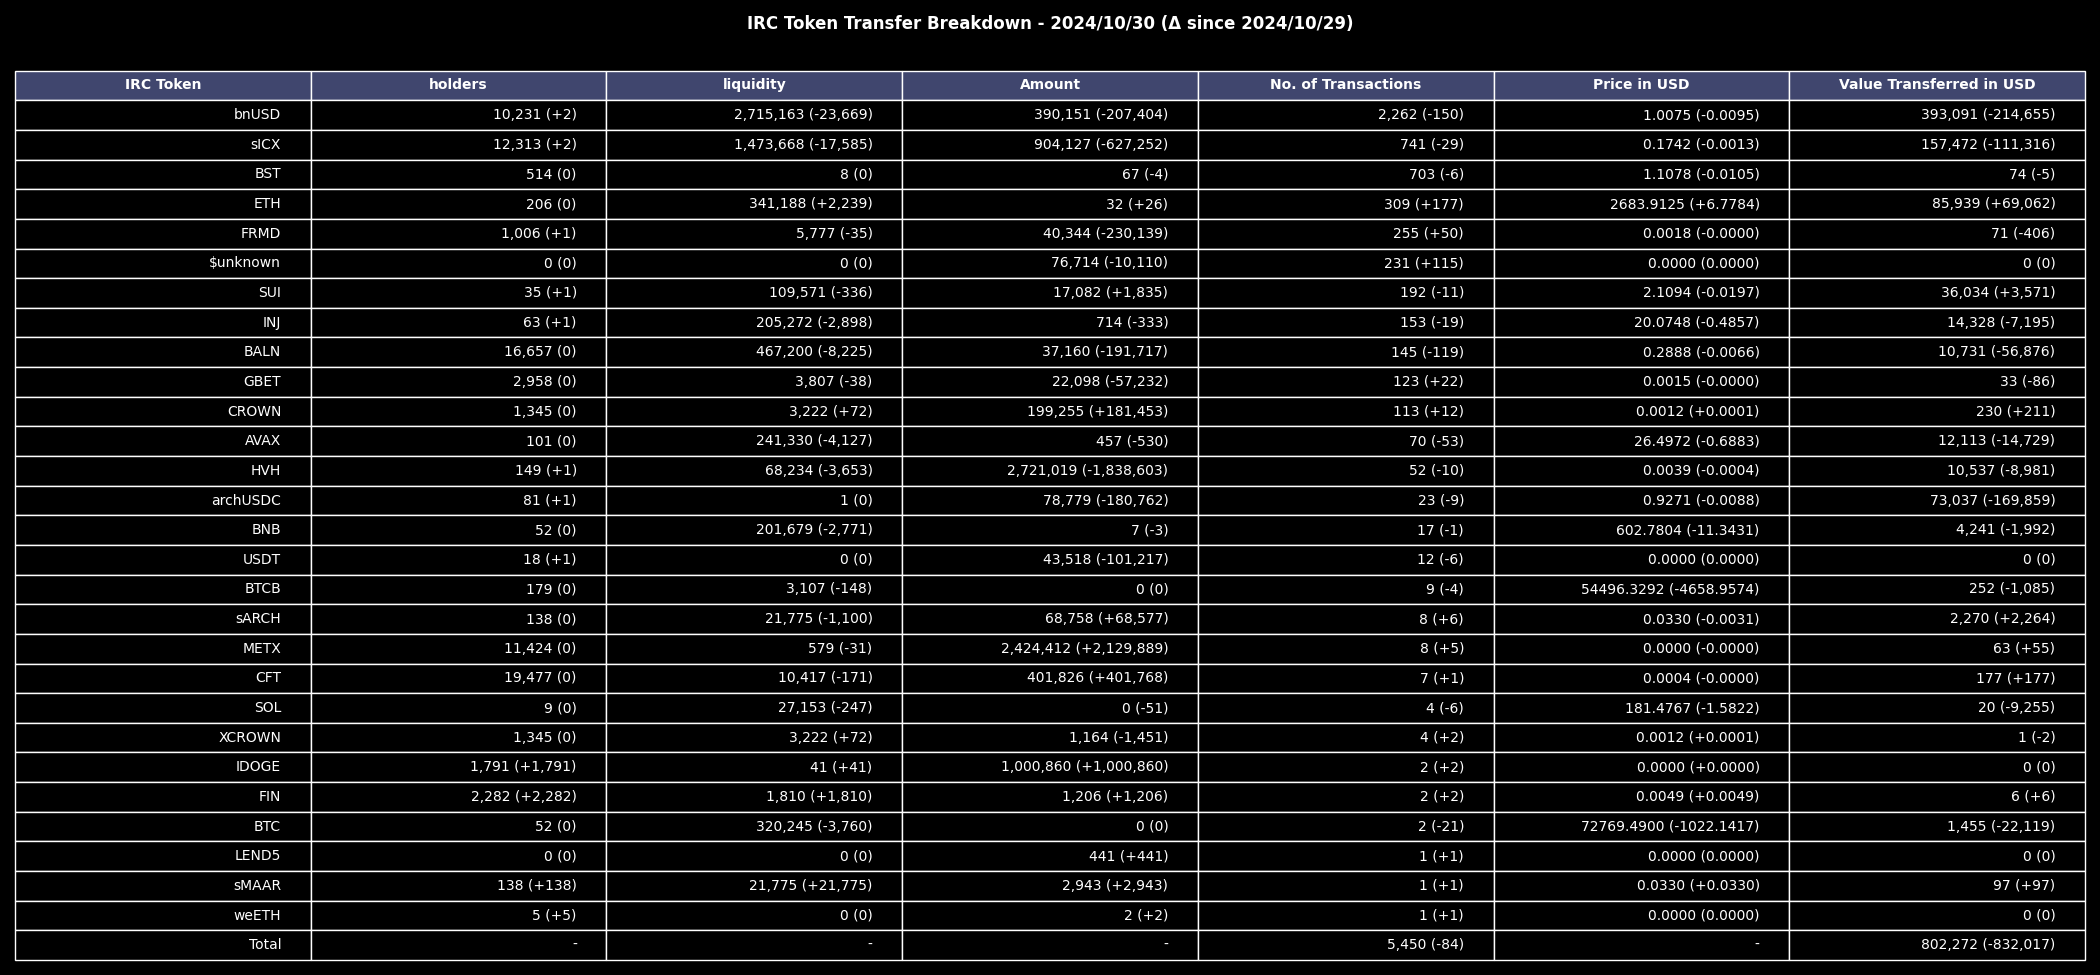 IRC Token Transfer Breakdown - 2024/10/30 (Δ since 2024/10/29)
IRC Token holders liquidity Amount No. of Transactions Price in USD Value Transferred in USD
bnUSD 10,231 (+2) 2,715,163 (-23,669) 390,151 (-207,404) 2,262 (-150) 1.0075 (-0.0095) 393,091 (-214,655)
sICX 12,313 (+2) 1,473,668 (-17,585) 904,127 (-627,252) 741 (-29) 0.1742 (-0.0013) 157,472 (-111,316)
BST 514 (0) 8 (0) 67 (-4) 703 (-6) 1.1078 (-0.0105) 74 (-5)
ETH 206 (0) 341,188 (+2,239) 32 (+26) 309 (+177) 2683.9125 (+6.7784) 85,939 (+69,062)
FRMD 1,006 (+1) 5,777 (-35) 40,344 (-230,139) 255 (+50) 0.0018 (-0.0000) 71 (-406)
$unknown 0 (0) 0 (0) 76,714 (-10,110) 231 (+115) 0.0000 (0.0000) 0 (0)
SUI 35 (+1) 109,571 (-336) 17,082 (+1,835) 192 (-11) 2.1094 (-0.0197) 36,034 (+3,571)
INJ 63 (+1) 205,272 (-2,898) 714 (-333) 153 (-19) 20.0748 (-0.4857) 14,328 (-7,195)
BALN 16,657 (0) 467,200 (-8,225) 37,160 (-191,717) 145 (-119) 0.2888 (-0.0066) 10,731 (-56,876)
GBET 2,958 (0) 3,807 (-38) 22,098 (-57,232) 123 (+22) 0.0015 (-0.0000) 33 (-86)
CROWN 1,345 (0) 3,222 (+72) 199,255 (+181,453) 113 (+12) 0.0012 (+0.0001) 230 (+211)
AVAX 101 (0) 241,330 (-4,127) 457 (-530) 70 (-53) 26.4972 (-0.6883) 12,113 (-14,729)
HVH 149 (+1) 68,234 (-3,653) 2,721,019 (-1,838,603) 52 (-10) 0.0039 (-0.0004) 10,537 (-8,981)
archUSDC 81 (+1) 1 (0) 78,779 (-180,762) 23 (-9) 0.9271 (-0.0088) 73,037 (-169,859)
BNB 52 (0) 201,679 (-2,771) 7 (-3) 17 (-1) 602.7804 (-11.3431) 4,241 (-1,992)
USDT 18 (+1) 0 (0) 43,518 (-101,217) 12 (-6) 0.0000 (0.0000) 0 (0)
BTCB 179 (0) 3,107 (-148) 0 (0) 9 (-4) 54496.3292 (-4658.9574) 252 (-1,085)
sARCH 138 (0) 21,775 (-1,100) 68,758 (+68,577) 8 (+6) 0.0330 (-0.0031) 2,270 (+2,264)
METX 11,424 (0) 579 (-31) 2,424,412 (+2,129,889) 8 (+5) 0.0000 (-0.0000) 63 (+55)
CFT 19,477 (0) 10,417 (-171) 401,826 (+401,768) 7 (+1) 0.0004 (-0.0000) 177 (+177)
SOL 9 (0) 27,153 (-247) 0 (-51) 4 (-6) 181.4767 (-1.5822) 20 (-9,255)
XCROWN 1,345 (0) 3,222 (+72) 1,164 (-1,451) 4 (+2) 0.0012 (+0.0001) 1 (-2)
IDOGE 1,791 (+1,791) 41 (+41) 1,000,860 (+1,000,860) 2 (+2) 0.0000 (+0.0000) 0 (0)
FIN 2,282 (+2,282) 1,810 (+1,810) 1,206 (+1,206) 2 (+2) 0.0049 (+0.0049) 6 (+6)
BTC 52 (0) 320,245 (-3,760) 0 (0) 2 (-21) 72769.4900 (-1022.1417) 1,455 (-22,119)
LEND5 0 (0) 0 (0) 441 (+441) 1 (+1) 0.0000 (0.0000) 0 (0)
sMAAR 138 (+138) 21,775 (+21,775) 2,943 (+2,943) 1 (+1) 0.0330 (+0.0330) 97 (+97)
weETH 5 (+5) 0 (0) 2 (+2) 1 (+1) 0.0000 (0.0000) 0 (0)
Total - - - 5,450 (-84) - 802,272 (-832,017)